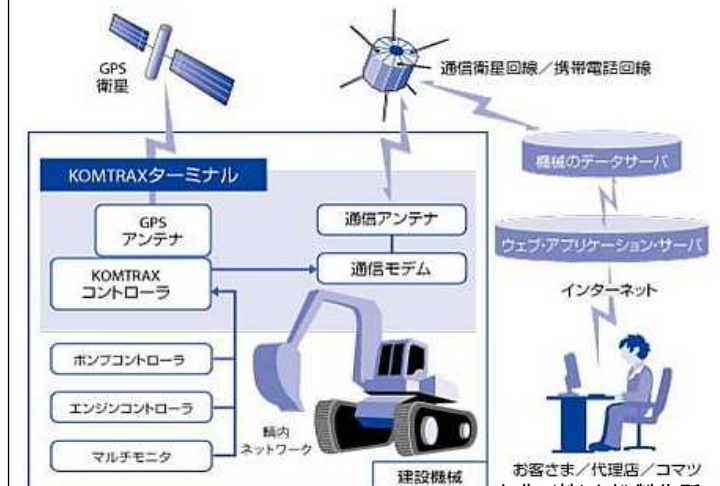 GPS
衛星
通信衛星回線／携帯電話回線
KOMTRAXターミナル
GPS
アンテナ
通信アンテナ
KOMTRAX
コントローラ
通信モデム
ポンプコントローラ
エンジンコントローラ
マルチモニタ
輌内
ネットワーク
建設機械
機械のデータサーバ
ウェブ・アプリケーション・サーバ
インターネット
お客さま／代理店／コマツ